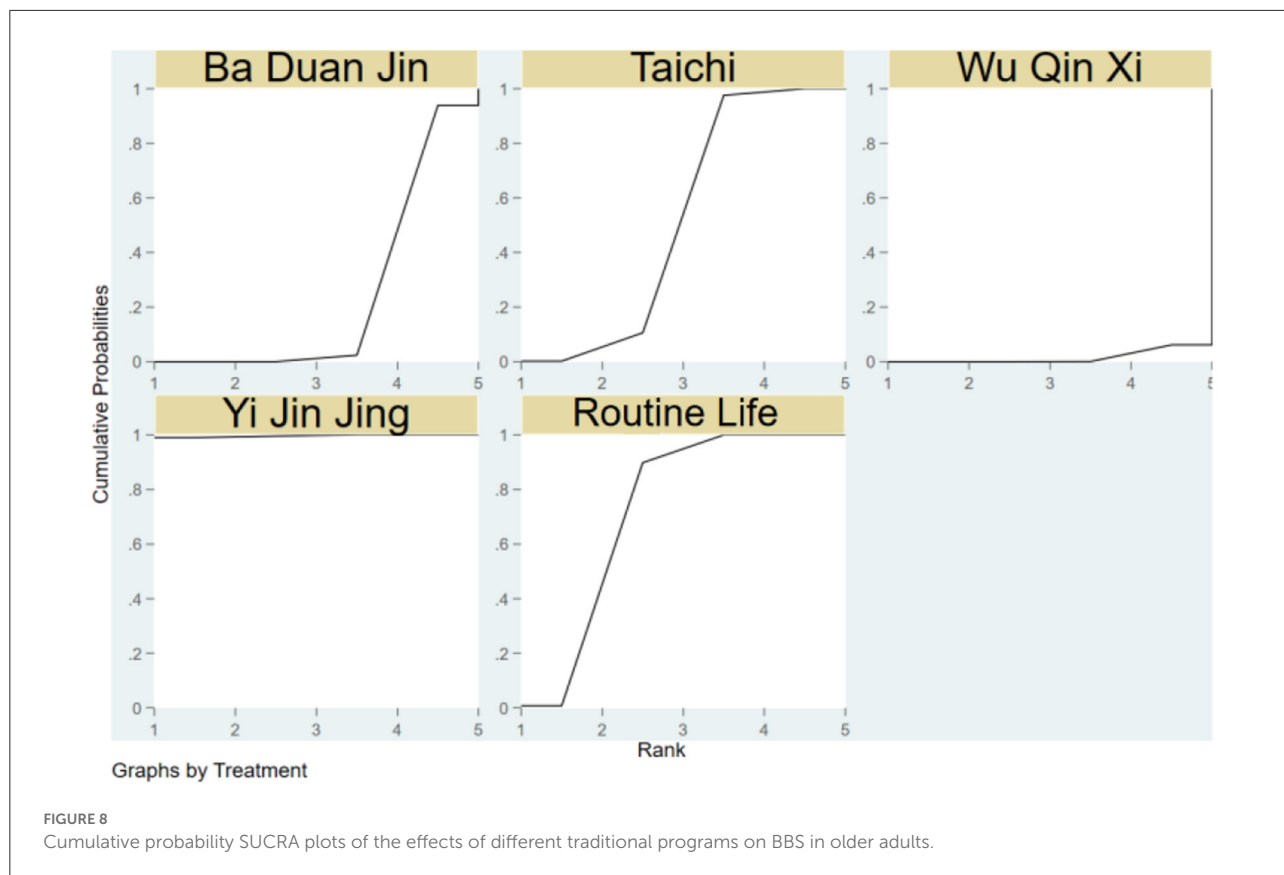 Ba Duan Jin
Taichi
Wu Qin Xi
1
.8
.6
.4
.2
0
1 2 3 4 5
1
.8
.6
.4
.2
0
1 2 3 4 5
1
.8
.6
.4
.2
0
1 2 3 4 5
Cumulative Probabilities
Yi Jin Jing
Routine Life
1
.8
.6
.4
.2
0
1 2 3 4 5
1
.8
.6
.4
.2
0
1 2 3 4 5
Rank
Graphs by Treatment
FIGURE 8
Cumulative probability SUCRA plots of the effects of different traditional programs on BBS in older adults.